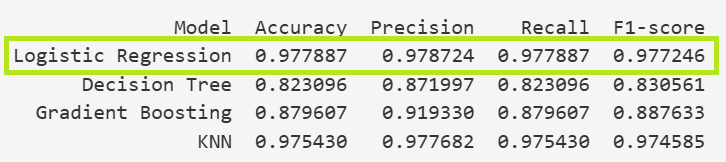 Model Accuracy Precision Recall F1-score
Logistic Regression 0.977887 0.978724 0.977887 0.977246
Decision Tree 0.823096 0.871997 0.823096 0.830561
Gradient Boosting 0.879607 0.919330 0.879607 0.887633
KNN 0.975430 0.977682 0.975430 0.974585